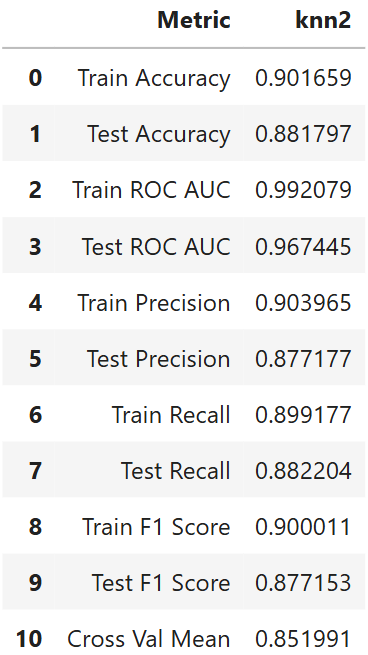 Metric knn2
0 Train Accuracy 0.901659
1 Test Accuracy 0.881797
2 Train ROC AUC 0.992079
3 Test ROC AUC 0.967445
4 Train Precision 0.903965
5 Test Precision 0.877177
6 Train Recall 0.899177
7 Test Recall 0.882204
8 Train F1 Score 0.900011
9 Test F1 Score 0.877153
10 Cross Val Mean 0.851991